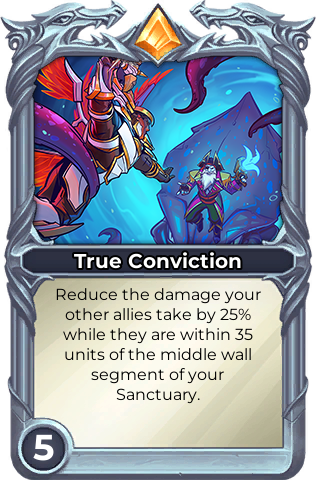 True Conviction
Reduce the damage your
other allies take by 25%
while they are within 35
units of the middle wall
segment of your
Sanctuary.
5